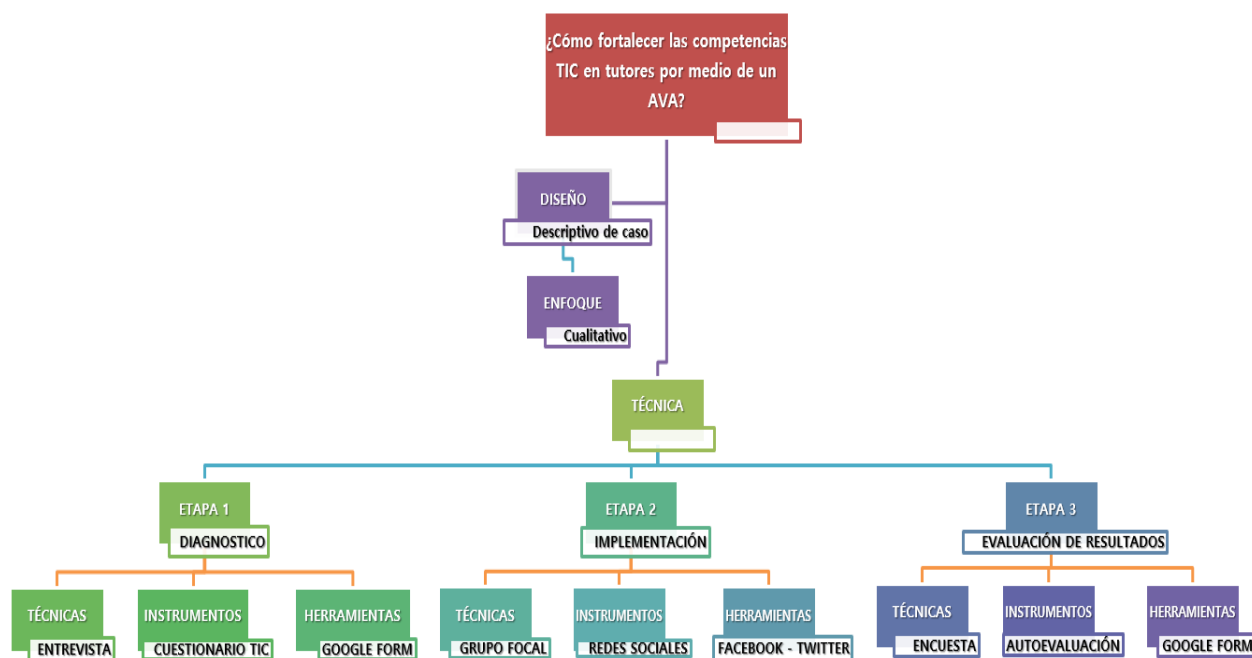 ¿Cómo fortalecer las competencias
TIC en tutores por medio de un
AVA?
DISEÑO
Descriptivo de caso
ENFOQUE
Cualitativo
TÉCNICA
ETAPA 1
DIAGNOSTICO
ETAPA 2
IMPLEMENTACIÓN
ETAPA 3
EVALUACIÓN DE RESULTADOS
TÉCNICAS
ENTREVISTA
INSTRUMENTOS
CUESTIONARIO TIC
HERRAMIENTAS
GOOGLE FORM
TÉCNICAS
GRUPO FOCAL
INSTRUMENTOS
REDES SOCIALES
HERRAMIENTAS
FACEBOOK - TWITTER
TÉCNICAS
ENCUESTA
INSTRUMENTOS
AUTOEVALUACIÓN
HERRAMIENTAS
GOOGLE FORM